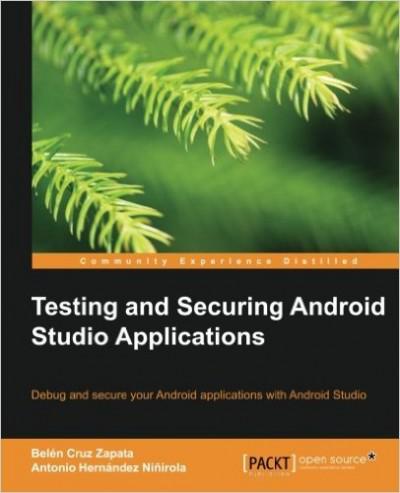 Community Experience Distilled
Testing and Securing Android
Studio Applications
Debug and secure your Android applications with Android Studio
Belén Cruz Zapata
Antonio Hernández Niñirola
[PACKT] open source*
PUBLISHING